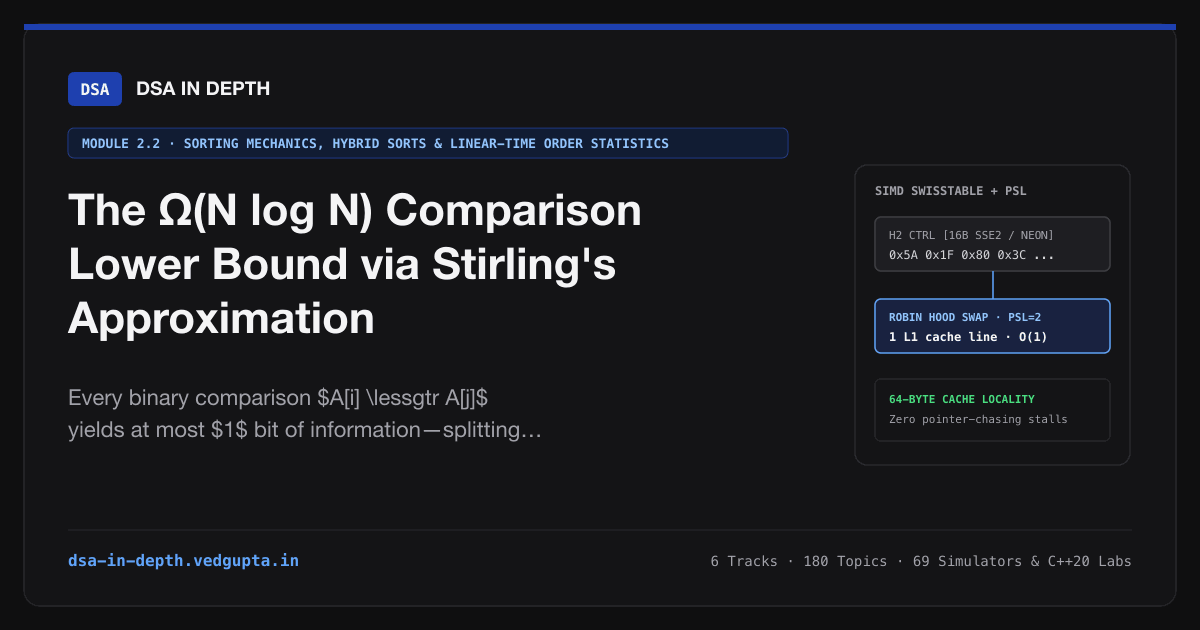 DSA
DSA IN DEPTH
MODULE 2.2 · SORTING MECHANICS, HYBRID SORTS & LINEAR–TIME ORDER STATISTICS
The Ω(N log N) Comparison
Lower Bound via Stirling's
Approximation
Every binary comparison $A[i] \lessgtr A[j]$
yields at most $1$ bit of information—splitting…
SIMD SWISSTABLE + PSL
H2 CTRL [16B SSE2 / NEON]
0x5A 0x1F 0x80 0x3C ...
ROBIN HOOD SWAP · PSL=2
1 L1 cache line · O(1)
64–BYTE CACHE LOCALITY
Zero pointer–chasing stalls
dsa–in–depth.vedgupta.in
6 Tracks · 180 Topics · 69 Simulators & C++20 Labs